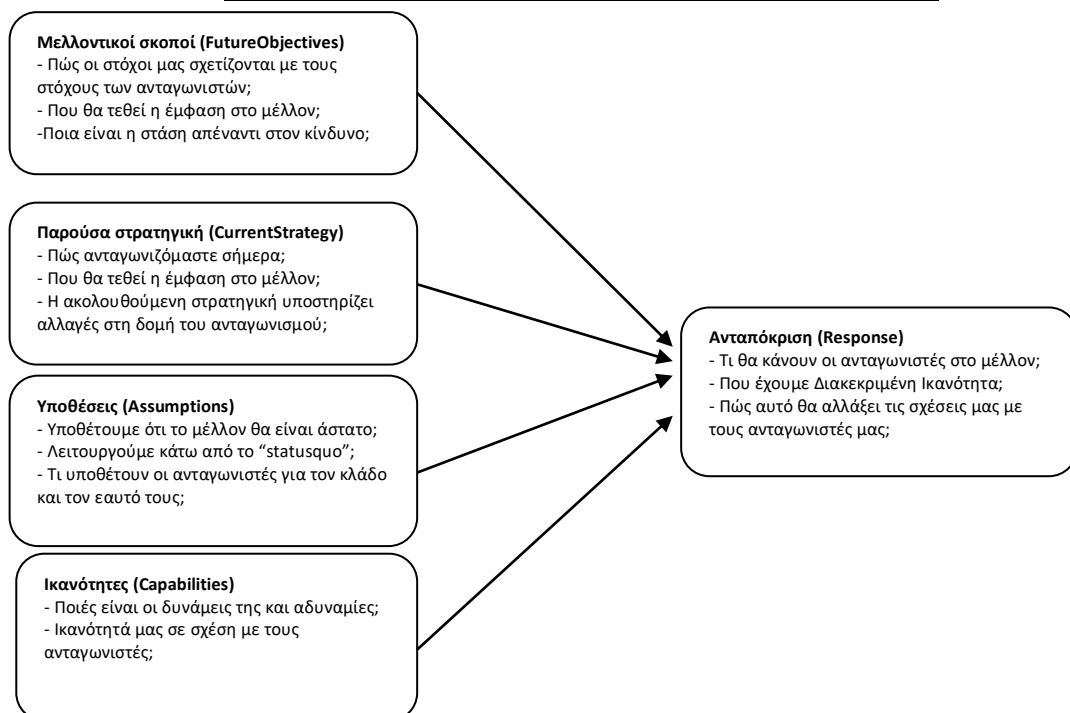 Μελλοντικοί σκοποί (FutureObjectives)
- Πώς οι στόχοι μας σχετίζονται με τους
στόχους των ανταγωνιστών;
- Που θα τεθεί η έμφαση στο μέλλον;
-Ποια είναι η στάση απέναντι στον κίνδυνο;
Παρούσα στρατηγική (CurrentStrategy)
- Πώς ανταγωνιζόμαστε σήμερα;
- Που θα τεθεί η έμφαση στο μέλλον;
- Η ακολουθούμενη στρατηγική υποστηρίζει
αλλαγές στη δομή του ανταγωνισμού;
Υποθέσεις (Assumptions)
- Υποθέτουμε ότι το μέλλον θα είναι άστατο;
- Λειτουργούμε κάτω από το “statusquo”;
- Τι υποθέτουν οι ανταγωνιστές για τον κλάδο
και τον εαυτό τους;
Ικανότητες (Capabilities)
- Ποιές είναι οι δυνάμεις της και αδυναμίες;
- Ικανότητά μας σε σχέση με τους
ανταγωνιστές;
Ανταπόκριση (Response)
- Τι θα κάνουν οι ανταγωνιστές στο μέλλον;
- Που έχουμε Διακεκριμένη Ικανότητα;
- Πώς αυτό θα αλλάξει τις σχέσεις μας με
τους ανταγωνιστές μας;